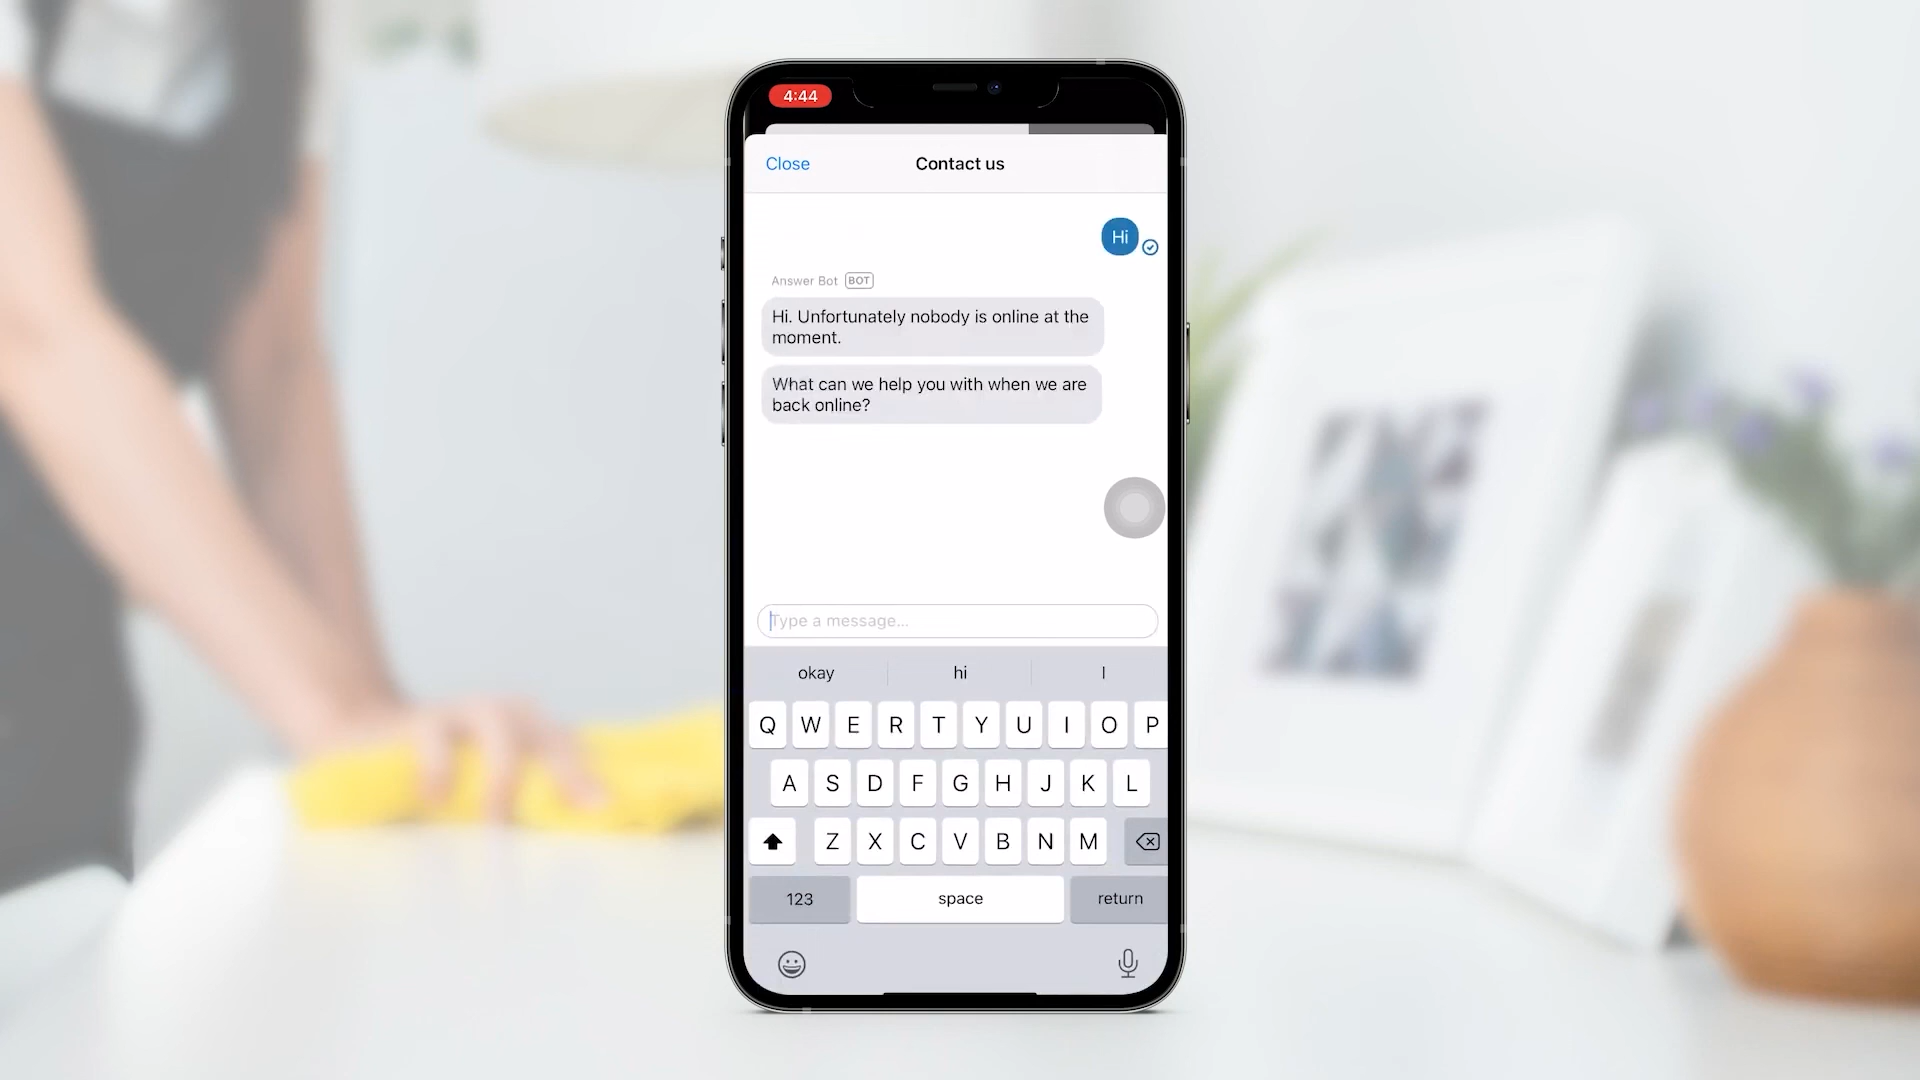 4:44
Close
Contact us
Hi
Answer Bot BOT
Hi. Unfortunately nobody is online at the
moment.
What can we help you with when we are
back online?
Type a message...
okay hi I
Q W E R T Y U I O P
A S D F G H J K L
Z X C V B N M
123 space return